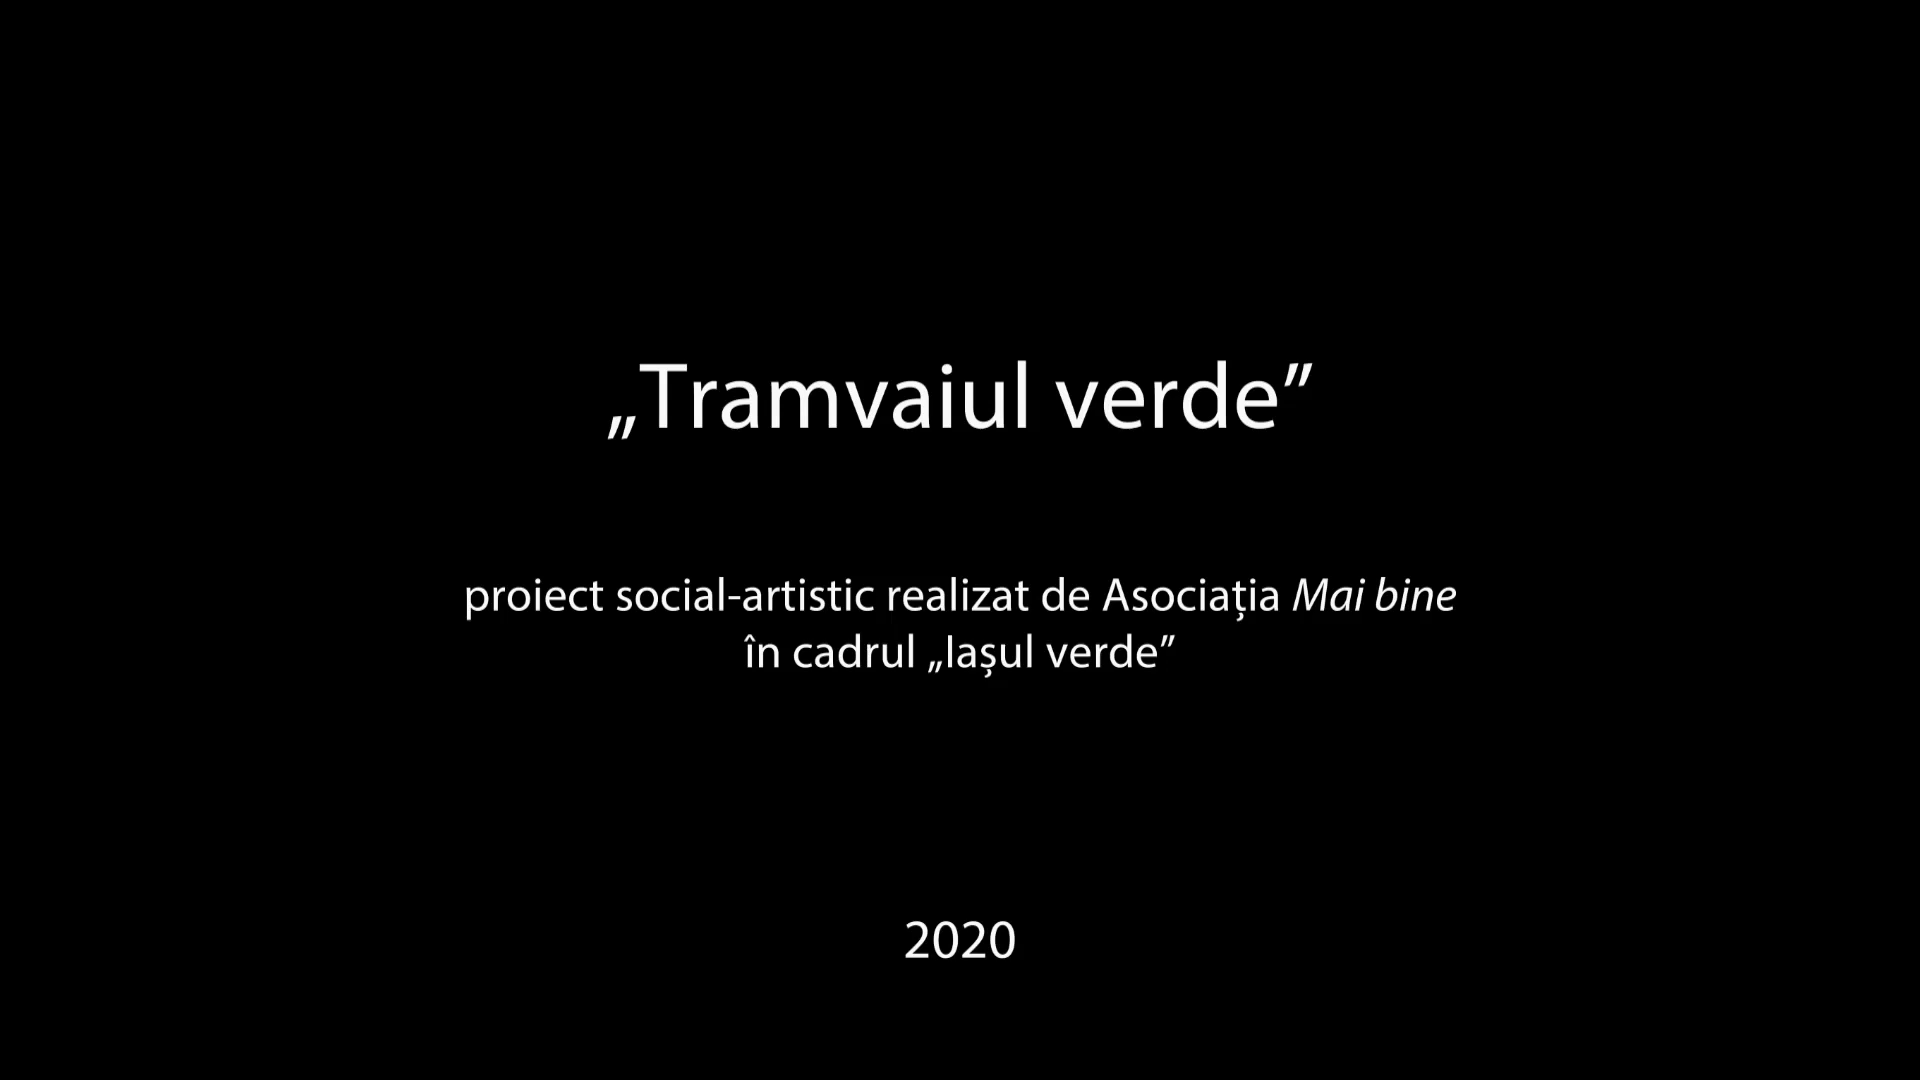 „Tramvaiul verde”
proiect social-artistic realizat de Asociația Mai bine
în cadrul „Iașul verde”
2020